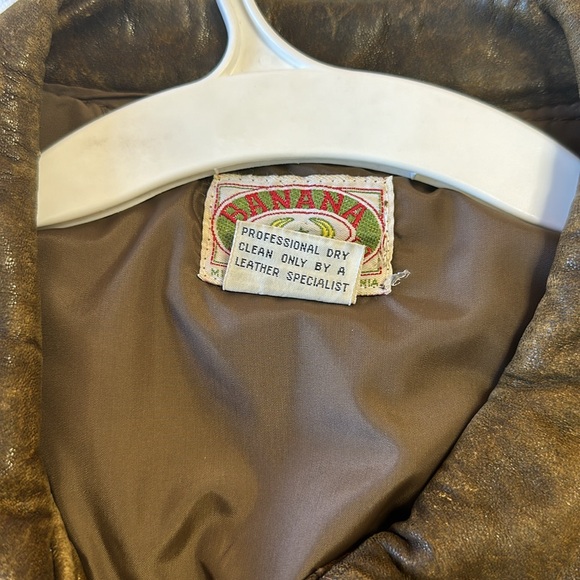 BANANA
PROFESSIONAL DRY
CLEAN ONLY BY A
LEATHER SPECIALIST